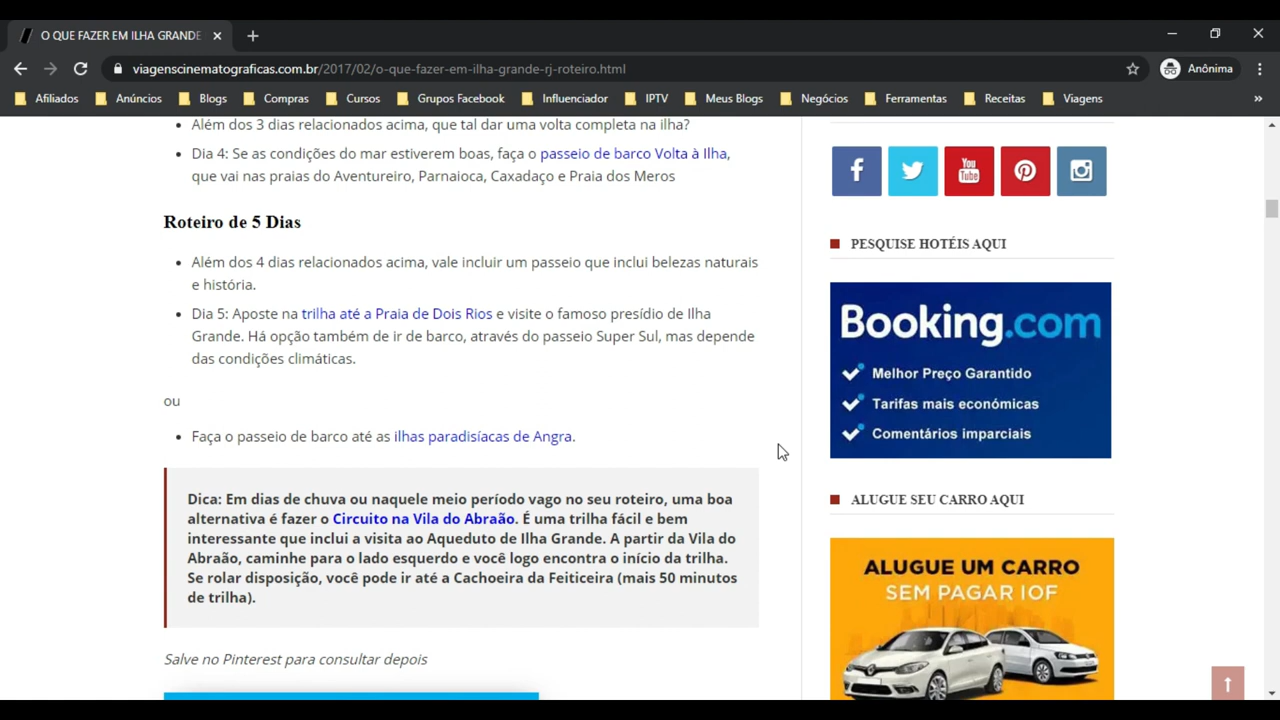 O QUE FAZER EM ILHA GRANDE
viagenscinematograficas.com.br/2017/02/o-que-fazer-em-ilha-grande-rj-roteiro.html
Anônima
Afiliados
Anúncios
Blogs
Compras
Cursos
Grupos Facebook
Influenciador
IPTV
Meus Blogs
Negócios
Ferramentas
Receitas
Viagens
»
Além dos 3 dias relacionados acima, que tal dar uma volta completa na ilha?
Dia 4: Se as condições do mar estiverem boas, faça o passeio de barco Volta à Ilha,
que vai nas praias do Aventureiro, Parnaioca, Caxadaço e Praia dos Meros
Roteiro de 5 Dias
Além dos 4 dias relacionados acima, vale incluir um passeio que inclui belezas naturais
e história.
Dia 5: Aposte na trilha até a Praia de Dois Rios e visite o famoso presídio de Ilha
Grande. Há opção também de ir de barco, através do passeio Super Sul, mas depende
das condições climáticas.
ou
Faça o passeio de barco até as ilhas paradisíacas de Angra.
Dica: Em dias de chuva ou naquele meio período vago no seu roteiro, uma boa
alternativa é fazer o Circuito na Vila do Abraão. É uma trilha fácil e bem
interessante que inclui a visita ao Aqueduto de Ilha Grande. A partir da Vila do
Abraão, caminhe para o lado esquerdo e você logo encontra o início da trilha.
Se rolar disposição, você pode ir até a Cachoeira da Feiticeira (mais 50 minutos
de trilha).
Salve no Pinterest para consultar depois
You
Tube
PESQUISE HOTÉIS AQUI
Booking.com
Melhor Preço Garantido
Tarifas mais económicas
Comentários imparciais
ALUGUE SEU CARRO AQUI
ALUGUE UM CARRO
SEM PAGAR IOF